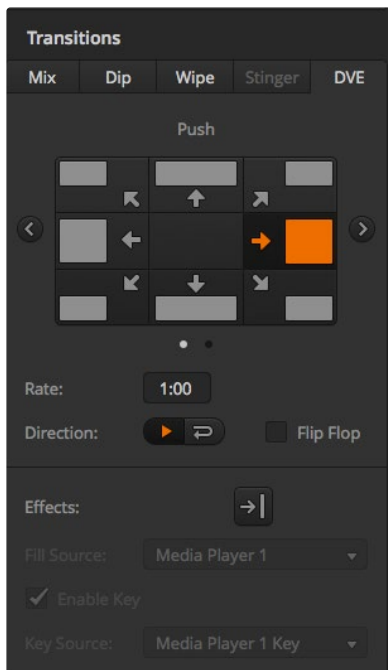 Transitions
Mix Dip Wipe Stinger DVE
Push
Rate: 1:00
Direction: Flip Flop
Effects:
Fill Source: Media Player 1
Enable Key
Key Source: Media Player 1 Key